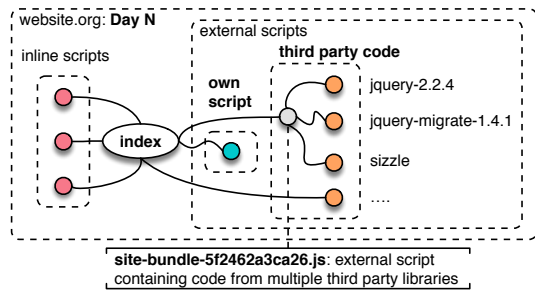 website.org: Day N
external scripts
inline scripts
third party code
own
script
jquery-2.2.4
index
jquery-migrate-1.4.1
sizzle
....
site-bundle-5f2462a3ca26.js: external script
containing code from multiple third party libraries